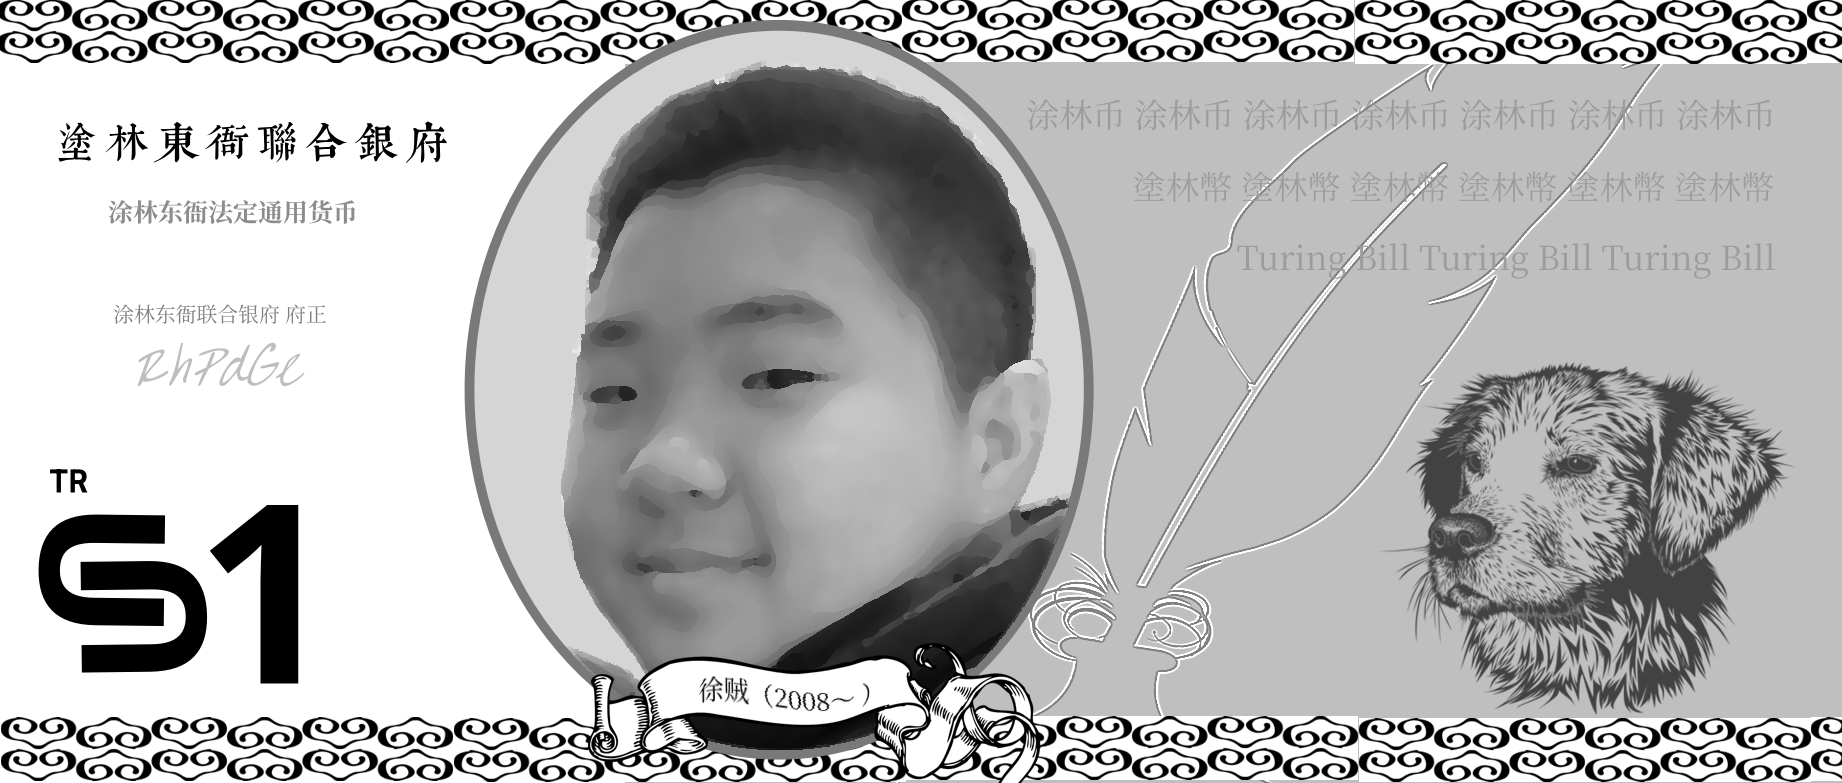 塗林東衙聯合銀府
涂林东衙法定通用货币
涂林东衙联合银府 府正
RhPdGe
TR
1
徐贼（2008～ ）
涂林币 涂林币 涂林币 涂林币 涂林币 涂林币 涂林币
塗林幣 塗林幣 塗林幣 塗林幣 塗林幣 塗林幣
Turing Bill Turing Bill Turing Bill